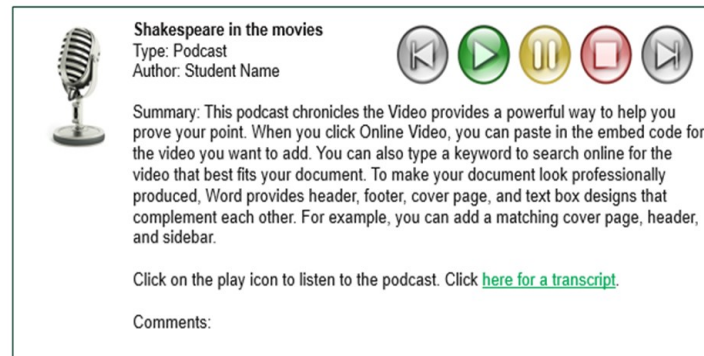 Shakespeare in the movies
Type: Podcast
Author: Student Name
Summary: This podcast chronicles the Video provides a powerful way to help you
prove your point. When you click Online Video, you can paste in the embed code for
the video you want to add. You can also type a keyword to search online for the
video that best fits your document. To make your document look professionally
produced, Word provides header, footer, cover page, and text box designs that
complement each other. For example, you can add a matching cover page, header,
and sidebar.
Click on the play icon to listen to the podcast. Click here for a transcript.
Comments: